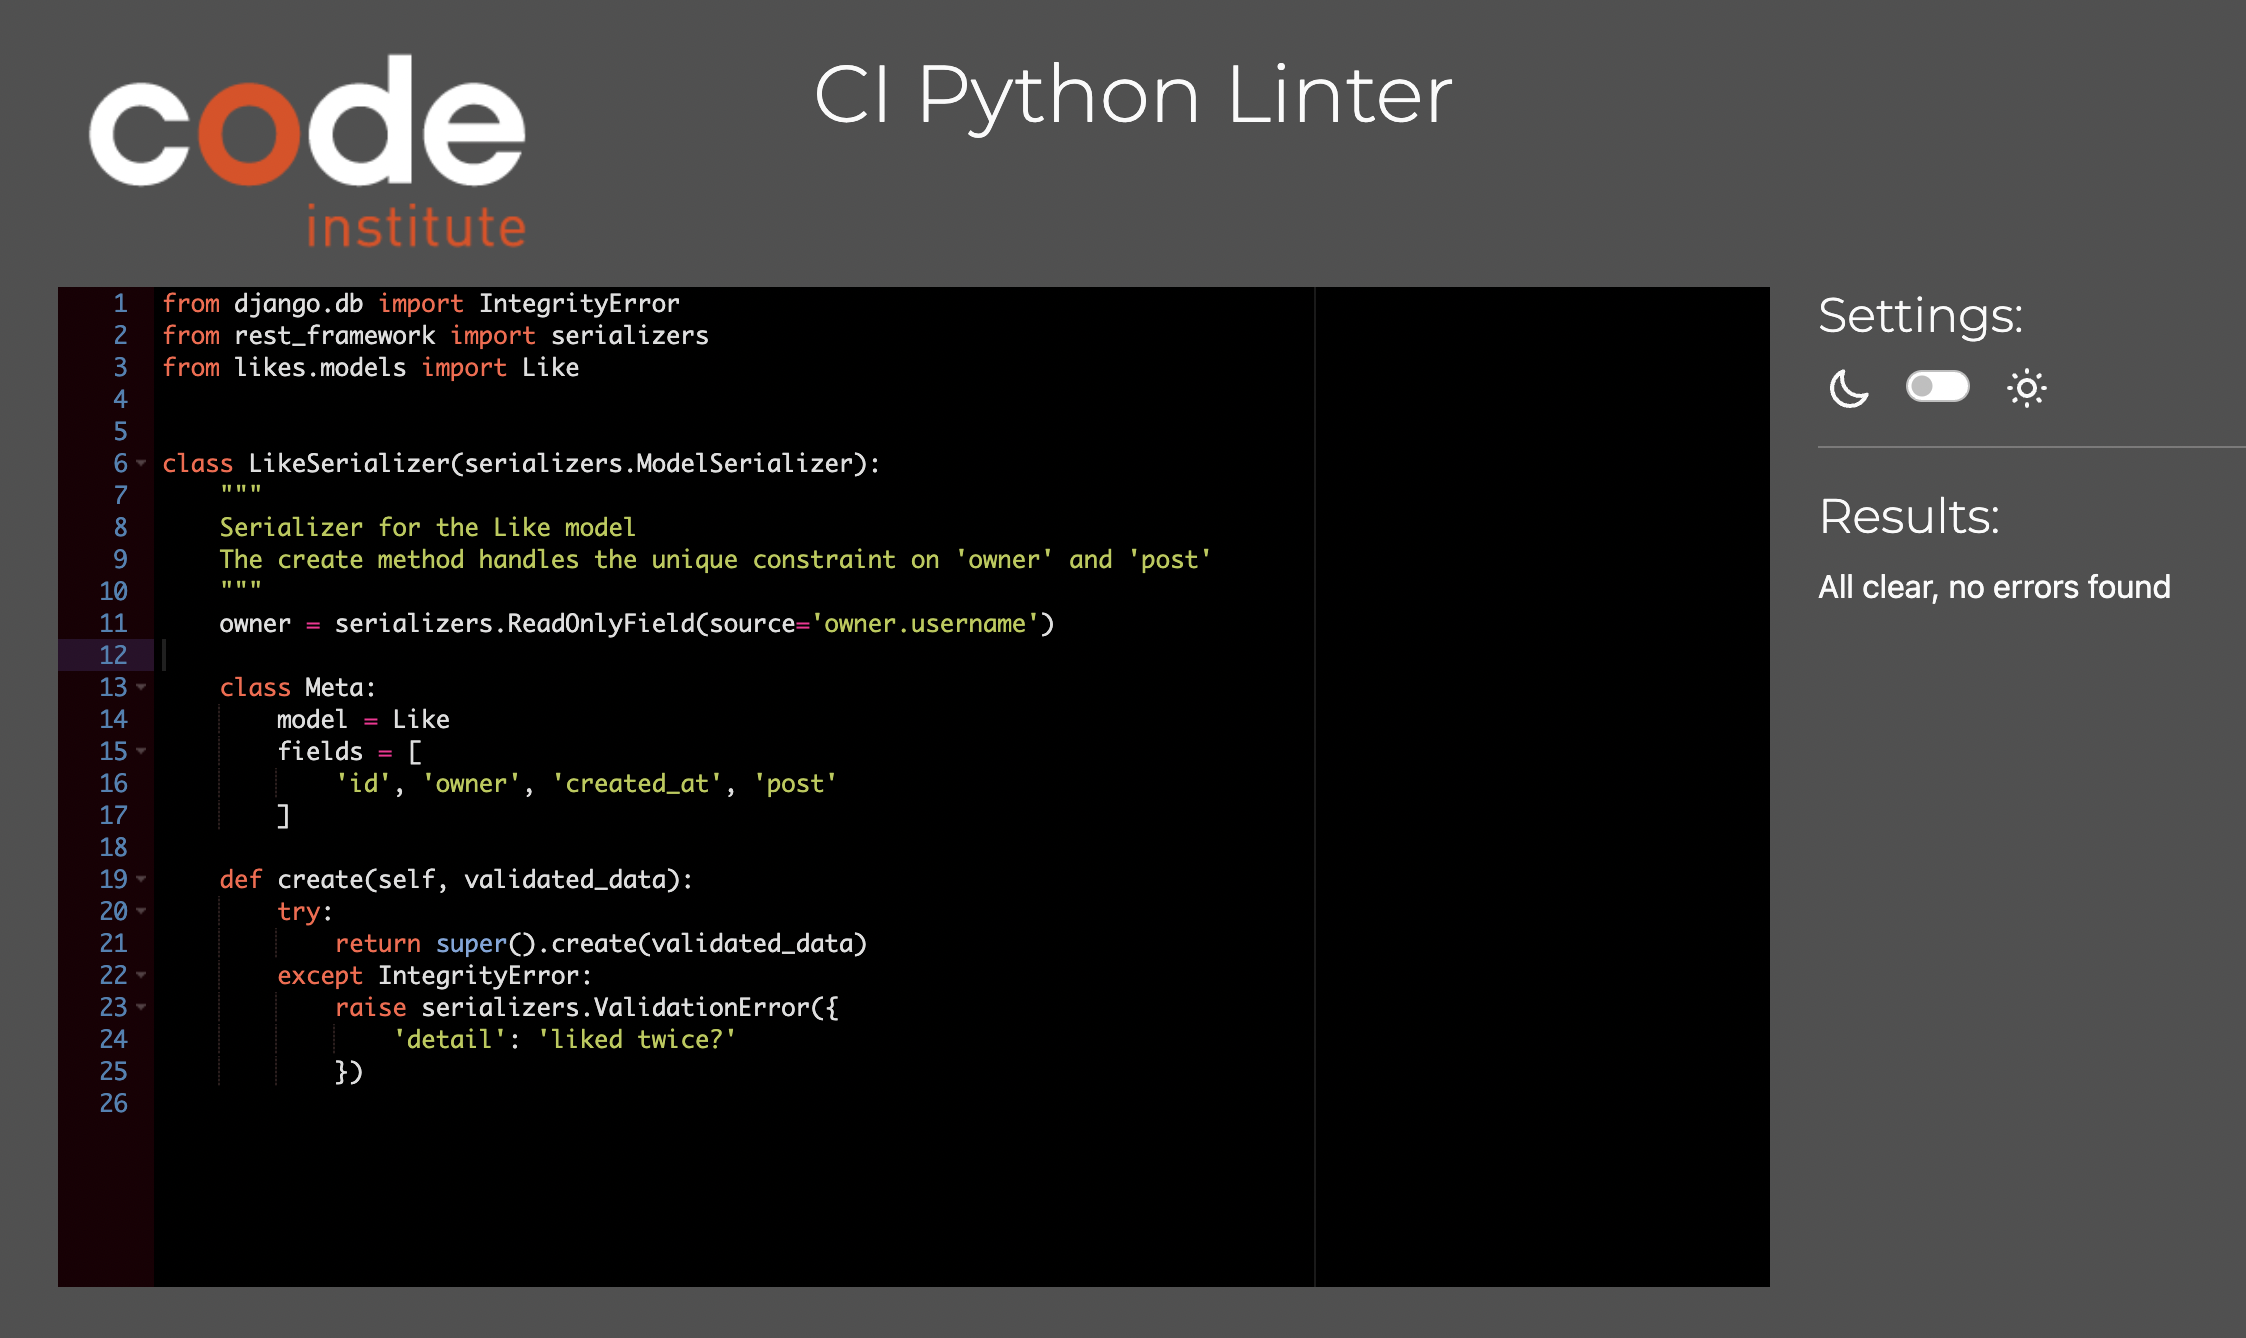 code
institute
CI Python Linter
1 from django.db import IntegrityError
2 from rest_framework import serializers
3 from likes.models import Like
4
5
6 class LikeSerializer(serializers.ModelSerializer):
7     """
8     Serializer for the Like model
9     The create method handles the unique constraint on 'owner' and 'post'
10     """
11     owner = serializers.ReadOnlyField(source='owner.username')
12
13     class Meta:
14         model = Like
15         fields = [
16             'id', 'owner', 'created_at', 'post'
17         ]
18
19     def create(self, validated_data):
20         try:
21             return super().create(validated_data)
22         except IntegrityError:
23             raise serializers.ValidationError({
24                 'detail': 'liked twice?'
25             })
26
Settings:
Results:
All clear, no errors found